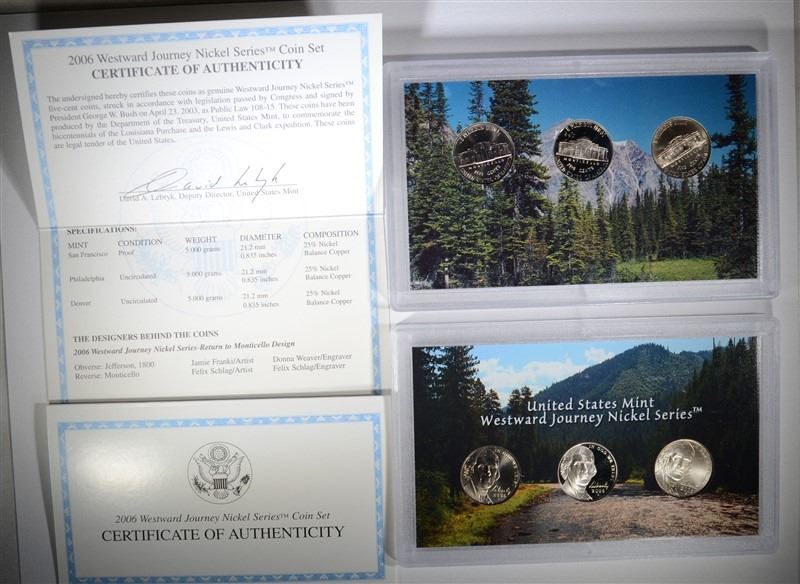 2006 Westward Journey Nickel Series™ Coin Set
CERTIFICATE OF AUTHENTICITY
The undersigned hereby certifies these coins as genuine Westward Journey Nickel Series™
five-cent coins, struck in accordance with legislation passed by Congress and signed by
President George W. Bush on April 23, 2003, as Public Law 108-15. These coins have been
produced by the Department of the Treasury, United States Mint, to commemorate the
bicentennials of the Louisiana Purchase and the Lewis and Clark expedition. These coins
are legal tender of the United States.
David A. Lebryk, Deputy Director, United States Mint
SPECIFICATIONS:
MINT CONDITION WEIGHT DIAMETER COMPOSITION
San Francisco Proof 5.000 grams 21.2 mm 25% Nickel
0.835 inches Balance Copper
Philadelphia Uncirculated 5.000 grams 21.2 mm 25% Nickel
0.835 inches Balance Copper
Denver Uncirculated 5.000 grams 21.2 mm 25% Nickel
0.835 inches Balance Copper
THE DESIGNERS BEHIND THE COINS
2006 Westward Journey Nickel Series-Return to Monticello Design
Obverse: Jefferson, 1800 Jamie Franki/Artist Donna Weaver/Engraver
Reverse: Monticello Felix Schlag/Artist Felix Schlag/Engraver
2006 Westward Journey Nickel Series™ Coin Set
CERTIFICATE OF AUTHENTICITY
MONTICELLO
FIVE CENTS
United States Mint
Westward Journey Nickel Series™
IN GOD WE TRUST
Liberty
2006